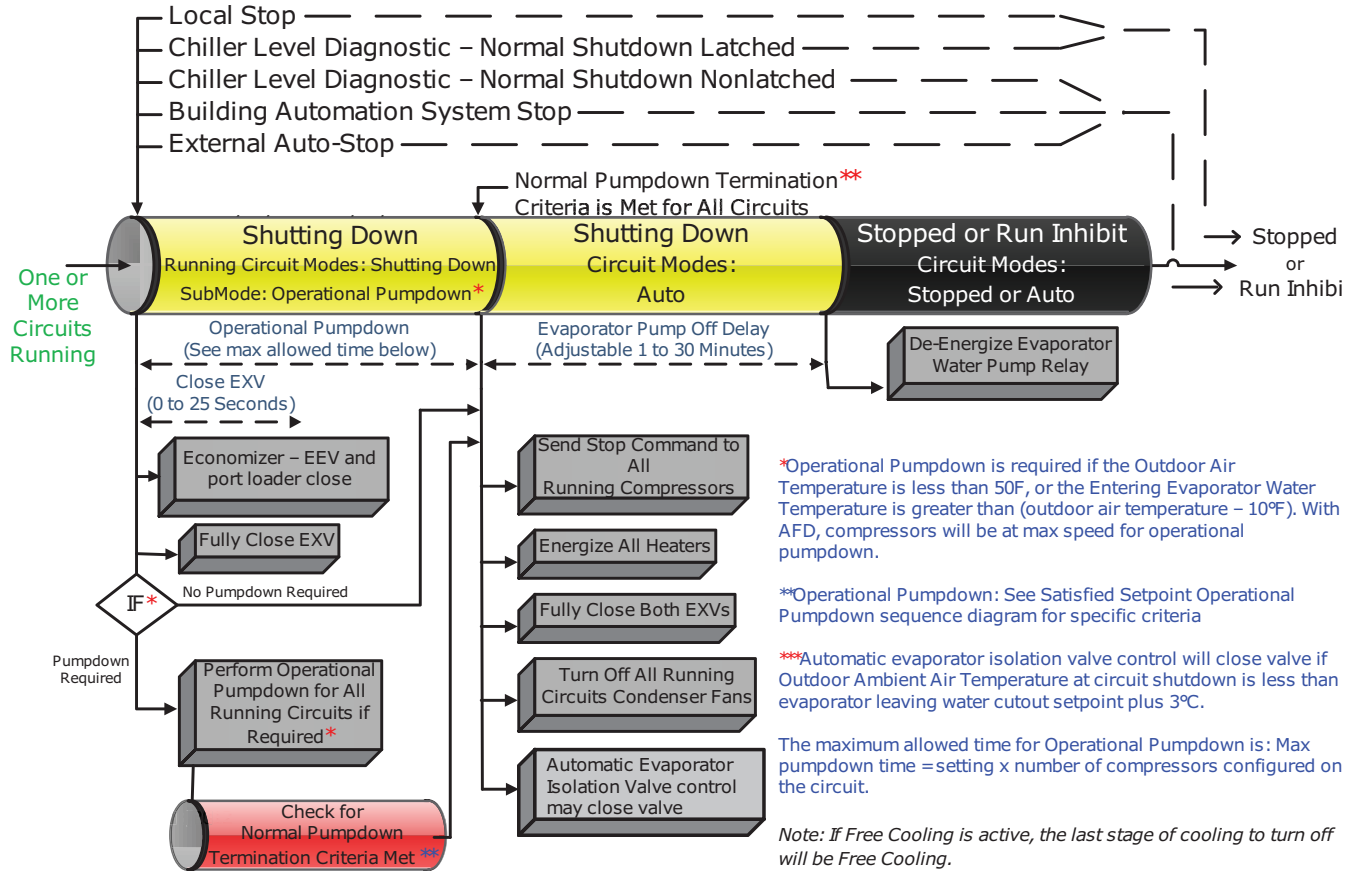 Local Stop
Chiller Level Diagnostic – Normal Shutdown Latched
Chiller Level Diagnostic – Normal Shutdown Nonlatched
Building Automation System Stop
External Auto-Stop
Normal Pumpdown Termination**
Criteria is Met for All Circuits
One or
More
Circuits
Running
Shutting Down
Running Circuit Modes: Shutting Down
SubMode: Operational Pumpdown*
Shutting Down
Circuit Modes:
Auto
Stopped or Run Inhibit
Circuit Modes:
Stopped or Auto
Stopped
or
Run Inhibi
Operational Pumpdown
(See max allowed time below)
Evaporator Pump Off Delay
(Adjustable 1 to 30 Minutes)
De-Energize Evaporator
Water Pump Relay
Close EXV
(0 to 25 Seconds)
Economizer – EEV and
port loader close
Fully Close EXV
IF*
No Pumpdown Required
Pumpdown
Required
Perform Operational
Pumpdown for All
Running Circuits if
Required*
Check for
Normal Pumpdown
Termination Criteria Met **
Send Stop Command to
All
Running Compressors
Energize All Heaters
Fully Close Both EXVs
Turn Off All Running
Circuits Condenser Fans
Automatic Evaporator
Isolation Valve control
may close valve
*Operational Pumpdown is required if the Outdoor Air
Temperature is less than 50F, or the Entering Evaporator Water
Temperature is greater than (outdoor air temperature – 10ºF). With
AFD, compressors will be at max speed for operational
pumpdown.
**Operational Pumpdown: See Satisfied Setpoint Operational
Pumpdown sequence diagram for specific criteria
***Automatic evaporator isolation valve control will close valve if
Outdoor Ambient Air Temperature at circuit shutdown is less than
evaporator leaving water cutout setpoint plus 3ºC.
The maximum allowed time for Operational Pumpdown is: Max
pumpdown time = setting x number of compressors configured on
the circuit.
Note: If Free Cooling is active, the last stage of cooling to turn off
will be Free Cooling.